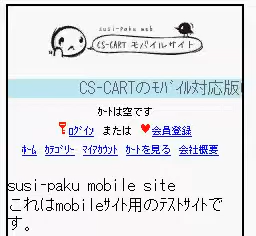 susi-paku web
CS-CART モバイルサイト
CS-CARTのﾓﾊﾞｲﾙ対応版
ｶｰﾄは空です
ﾛｸﾞｲﾝ または ♥会員登録
ﾎｰﾑ ｶﾃｺﾞﾘｰ ﾏｲｱｶｳﾝﾄ ｶｰﾄを見る 会社概要
susi-paku mobile site
これはmobileｻｲﾄ用のﾃｽﾄｻｲﾄで
す。